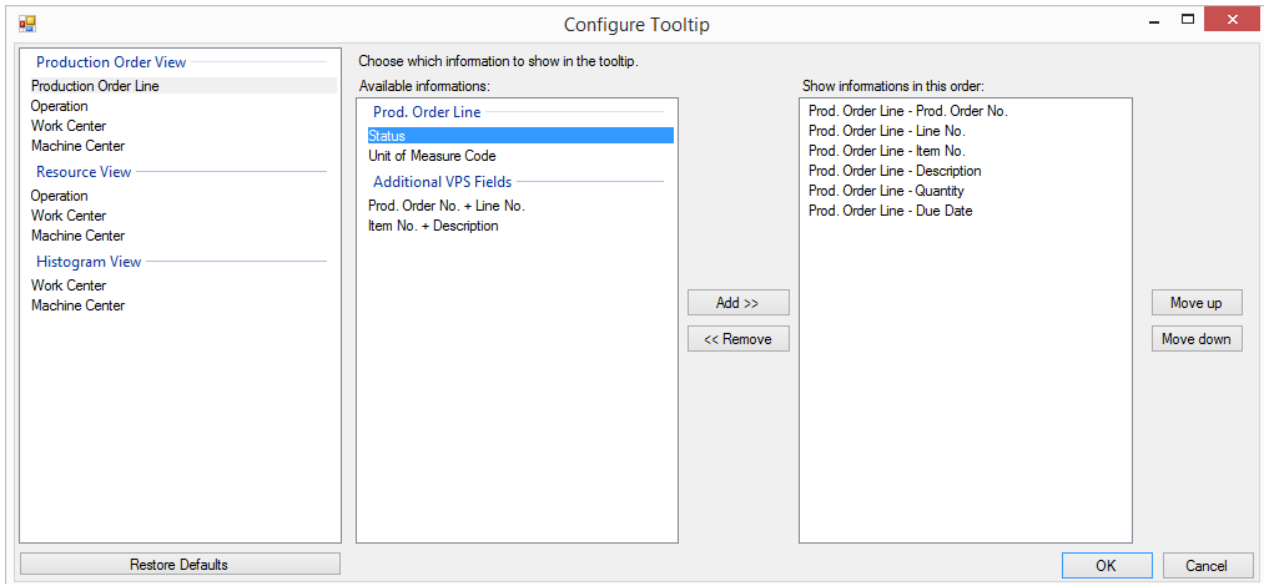 Configure Tooltip
Production Order View
Production Order Line
Operation
Work Center
Machine Center
Resource View
Operation
Work Center
Machine Center
Histogram View
Work Center
Machine Center
Restore Defaults
Choose which information to show in the tooltip.
Available informations:
Prod. Order Line
Status
Unit of Measure Code
Additional VPS Fields
Prod. Order No. + Line No.
Item No. + Description
Add >>
<< Remove
Show informations in this order:
Prod. Order Line - Prod. Order No.
Prod. Order Line - Line No.
Prod. Order Line - Item No.
Prod. Order Line - Description
Prod. Order Line - Quantity
Prod. Order Line - Due Date
Move up
Move down
OK
Cancel